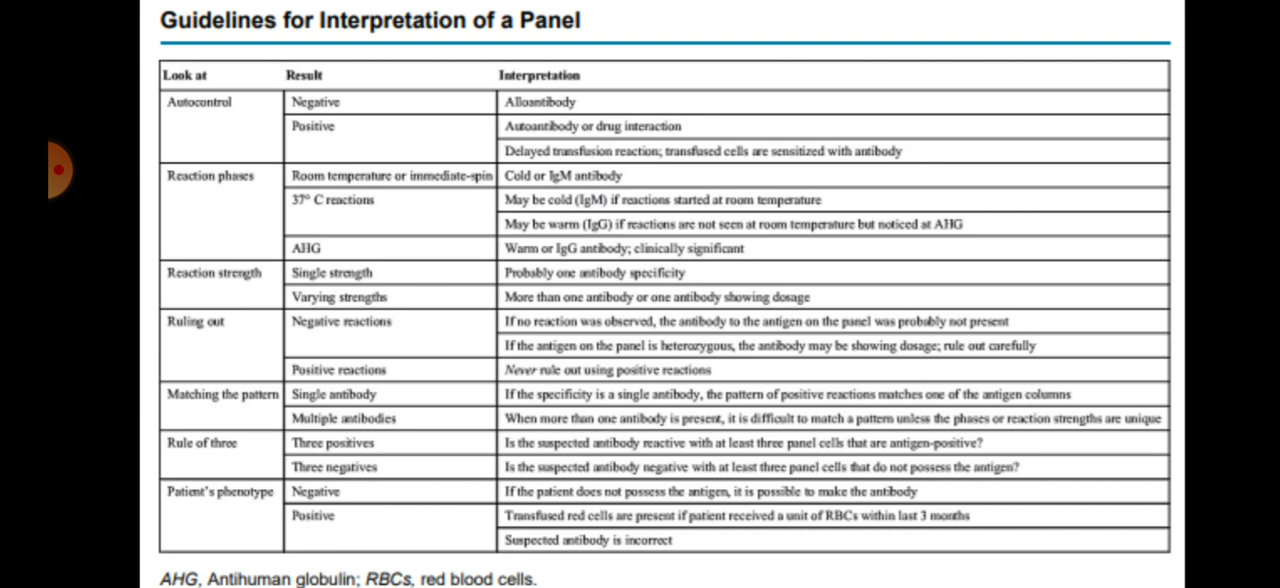 Guidelines for Interpretation of a Panel
Look at Result Interpretation
Autocontrol Negative Alloantibody
Positive Autoantibody or drug interaction
Delayed transfusion reaction; transfused cells are sensitized with antibody
Reaction phases Room temperature or immediate-spin Cold or IgM antibody
37° C reactions May be cold (IgM) if reactions started at room temperature
May be warm (IgG) if reactions are not seen at room temperature but noticed at AHG
AHG Warm or IgG antibody; clinically significant
Reaction strength Single strength Probably one antibody specificity
Varying strengths More than one antibody or one antibody showing dosage
Ruling out Negative reactions If no reaction was observed, the antibody to the antigen on the panel was probably not present
If the antigen on the panel is heterozygous, the antibody may be showing dosage; rule out carefully
Positive reactions Never rule out using positive reactions
Matching the pattern Single antibody If the specificity is a single antibody, the pattern of positive reactions matches one of the antigen columns
Multiple antibodies When more than one antibody is present, it is difficult to match a pattern unless the phases or reaction strengths are unique
Rule of three Three positives Is the suspected antibody reactive with at least three panel cells that are antigen-positive?
Three negatives Is the suspected antibody negative with at least three panel cells that do not possess the antigen?
Patient's phenotype Negative If the patient does not possess the antigen, it is possible to make the antibody
Positive Transfused red cells are present if patient received a unit of RBCs within last 3 months
Suspected antibody is incorrect
AHG, Antihuman globulin; RBCs, red blood cells.